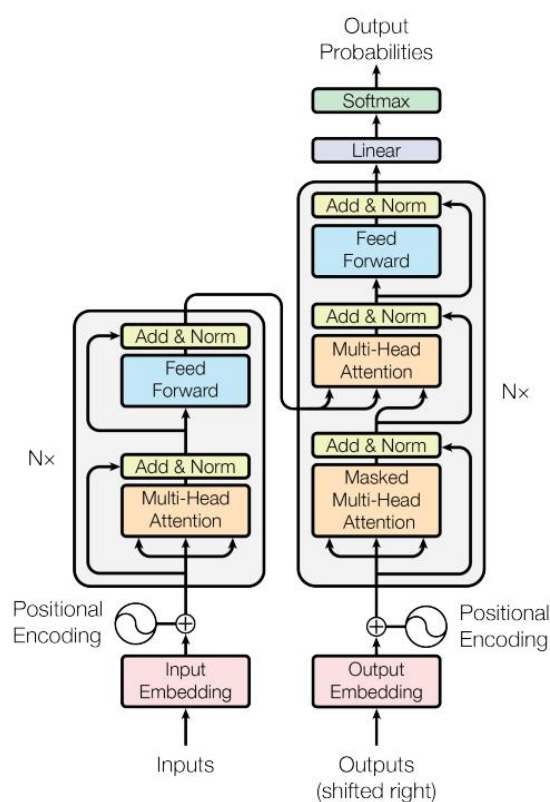 Output
Probabilities
Softmax
Linear
Add & Norm
Feed
Forward
Add & Norm
Multi-Head
Attention
Add & Norm
Masked
Multi-Head
Attention
N×
Add & Norm
Feed
Forward
Add & Norm
Multi-Head
Attention
N×
Positional
Encoding
Positional
Encoding
Input
Embedding
Output
Embedding
Inputs
Outputs
(shifted right)